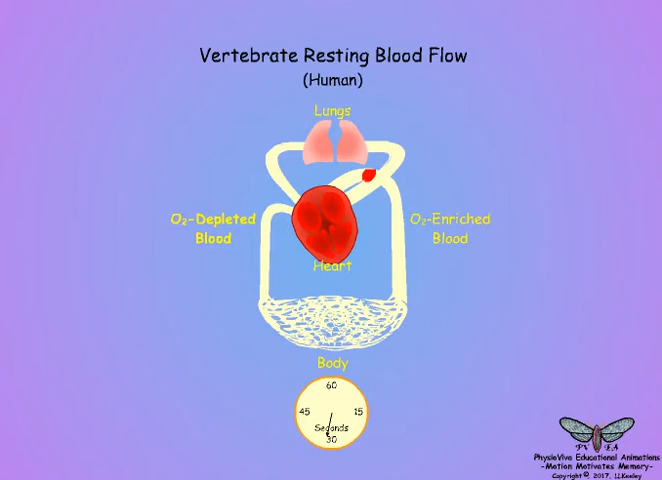 Vertebrate Resting Blood Flow
(Human)
Lungs
O₂-Depleted
Blood
O₂-Enriched
Blood
Heart
Body
60
45
15
Seconds
30
PV EA
PhysioViva Educational Animations
-Motion Motivates Memory-
Copyright ©, 2017, JJKeeley